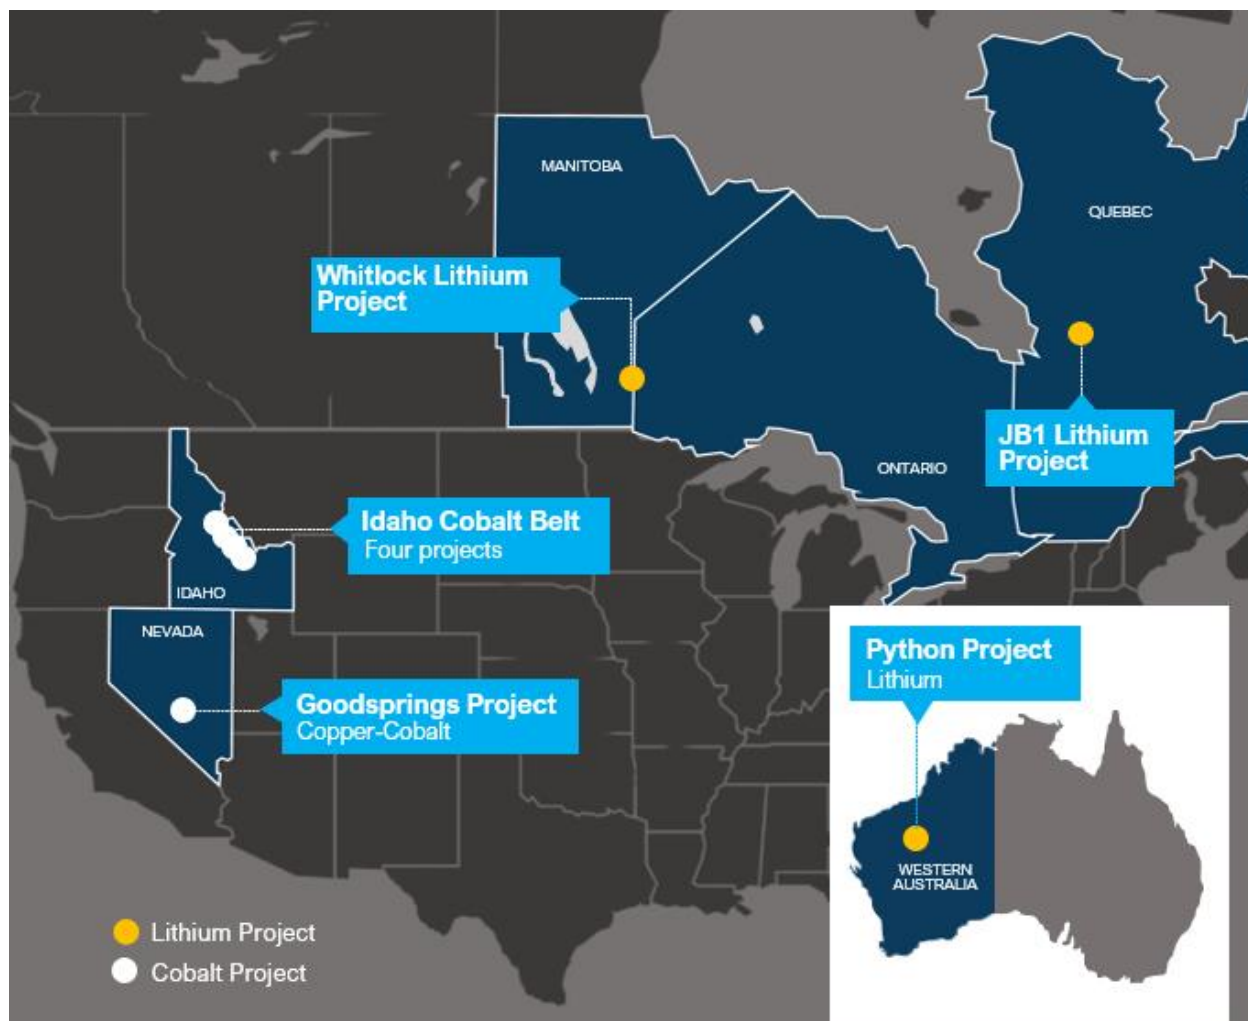 MANITOBA
QUEBEC
Whitlock Lithium
Project
JB1 Lithium
Project
ONTARIO
Idaho Cobalt Belt
Four projects
IDAHO
NEVADA
Goodsprings Project
Copper-Cobalt
Python Project
Lithium
WESTERN
AUSTRALIA
Lithium Project
Cobalt Project